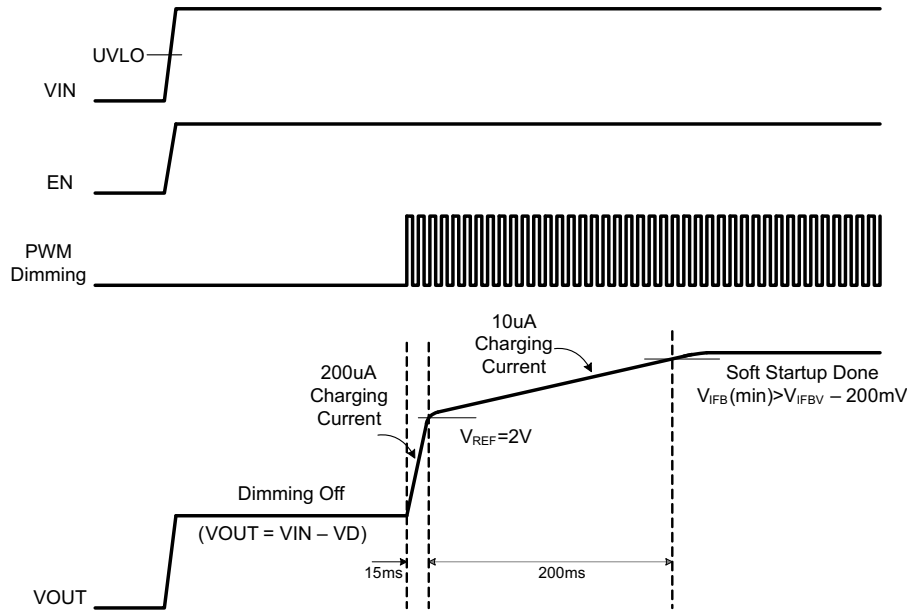 UVLO
VIN
EN
PWM
Dimming
10uA
Charging
Current
200uA
Charging
Current
Soft Startup Done
VIFB(min)>VIFBV – 200mV
VREF=2V
Dimming Off
(VOUT = VIN – VD)
15ms
200ms
VOUT